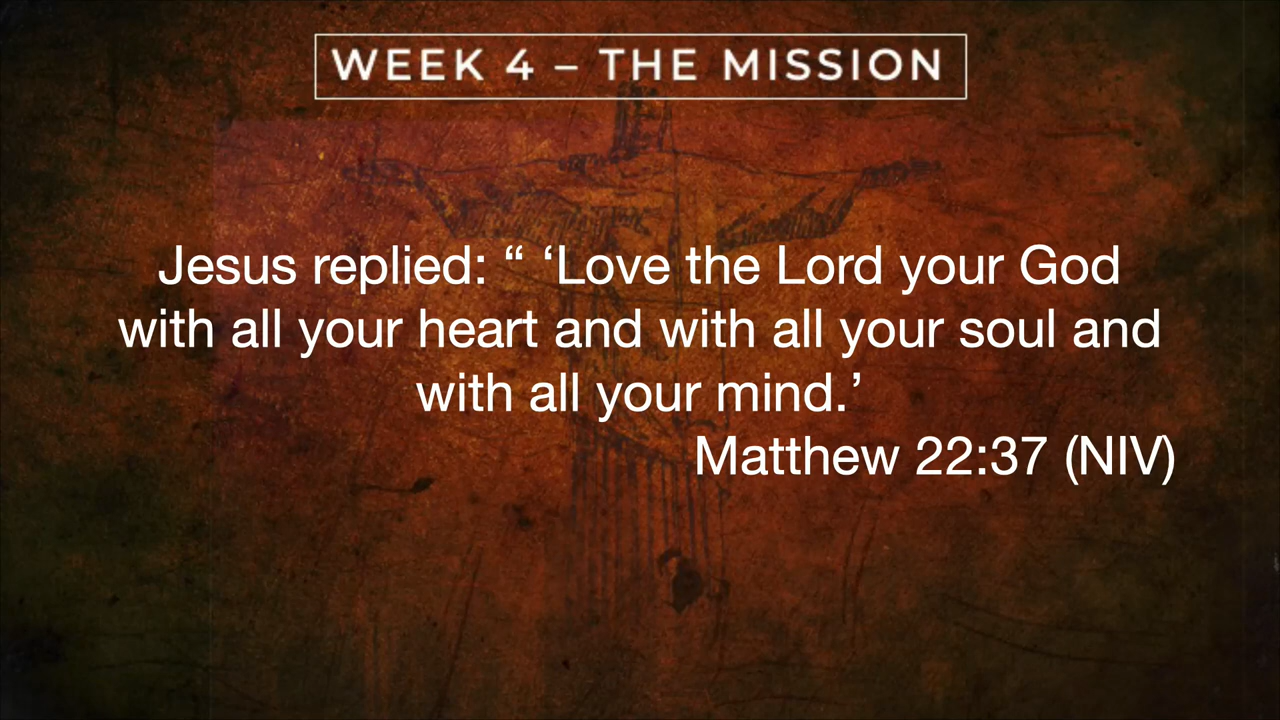 WEEK 4 – THE MISSION
Jesus replied: “ ‘Love the Lord your God
with all your heart and with all your soul and
with all your mind.’
Matthew 22:37 (NIV)